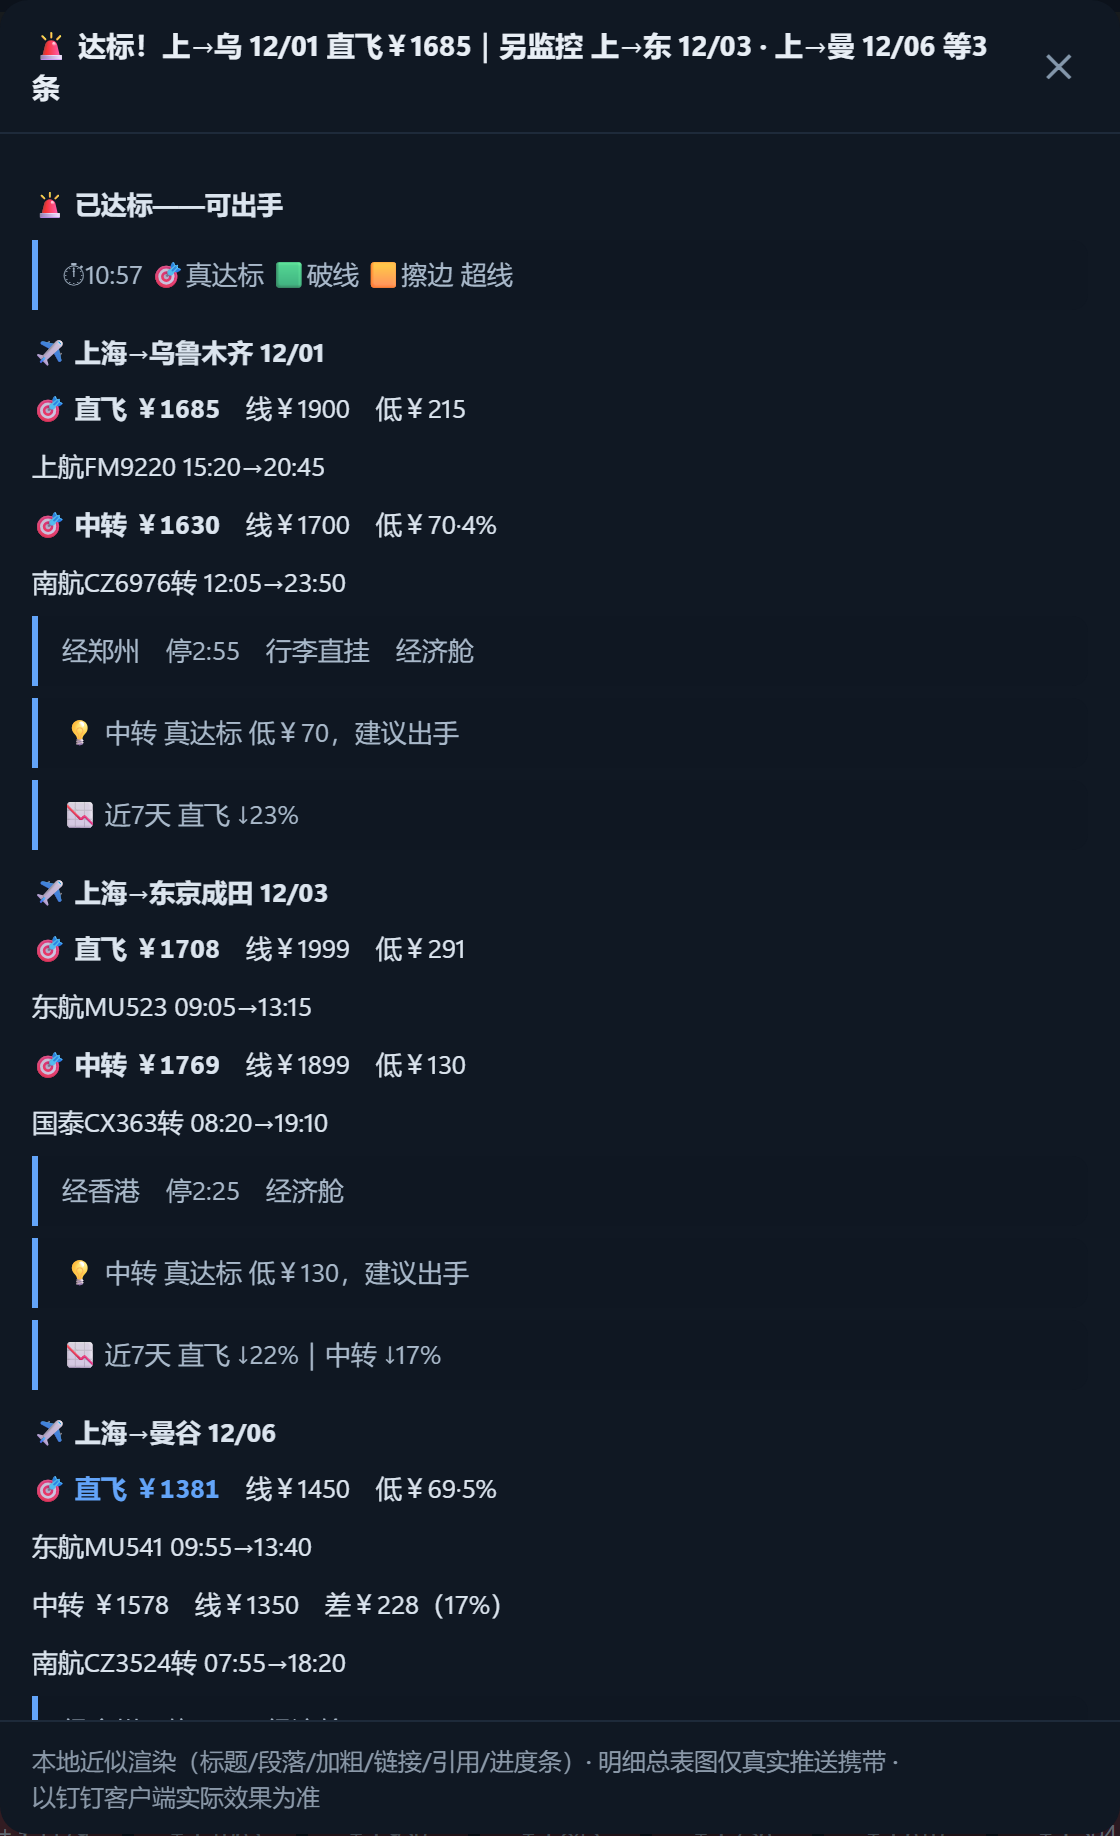 🚨 达标！上→乌 12/01 直飞￥1685 | 另监控 上→东 12/03 · 上→曼 12/06 等3
条
🚨 已达标——可出手
⏱10:57 🎯真达标 🟩破线 🟧擦边 超线
✈️ 上海→乌鲁木齐 12/01
🎯 直飞 ￥1685 线￥1900 低￥215
上航FM9220 15:20→20:45
🎯 中转 ￥1630 线￥1700 低￥70·4%
南航CZ6976转 12:05→23:50
经郑州 停2:55 行李直挂 经济舱
💡 中转 真达标 低￥70，建议出手
📉 近7天 直飞 ↓23%
✈️ 上海→东京成田 12/03
🎯 直飞 ￥1708 线￥1999 低￥291
东航MU523 09:05→13:15
🎯 中转 ￥1769 线￥1899 低￥130
国泰CX363转 08:20→19:10
经香港 停2:25 经济舱
💡 中转 真达标 低￥130，建议出手
📉 近7天 直飞 ↓22% | 中转 ↓17%
✈️ 上海→曼谷 12/06
🎯 直飞 ￥1381 线￥1450 低￥69·5%
东航MU541 09:55→13:40
中转 ￥1578 线￥1350 差￥228（17%）
南航CZ3524转 07:55→18:20
本地近似渲染（标题/段落/加粗/链接/引用/进度条）· 明细总表图仅真实推送携带 ·
以钉钉客户端实际效果为准